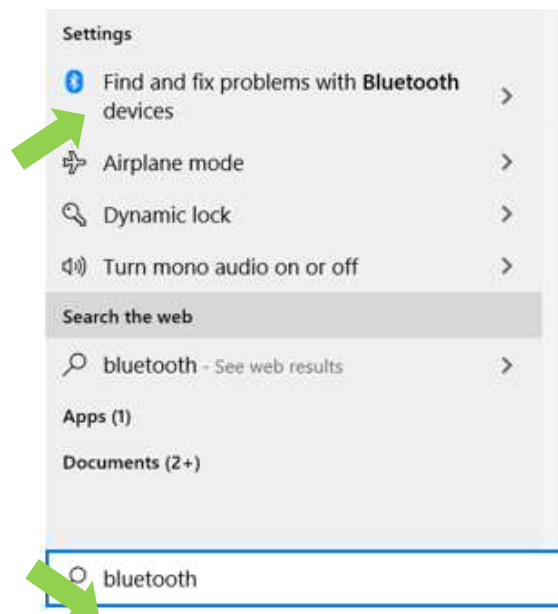 Settings
Find and fix problems with Bluetooth
devices
Airplane mode
Dynamic lock
Turn mono audio on or off
Search the web
bluetooth - See web results
Apps (1)
Documents (2+)
bluetooth